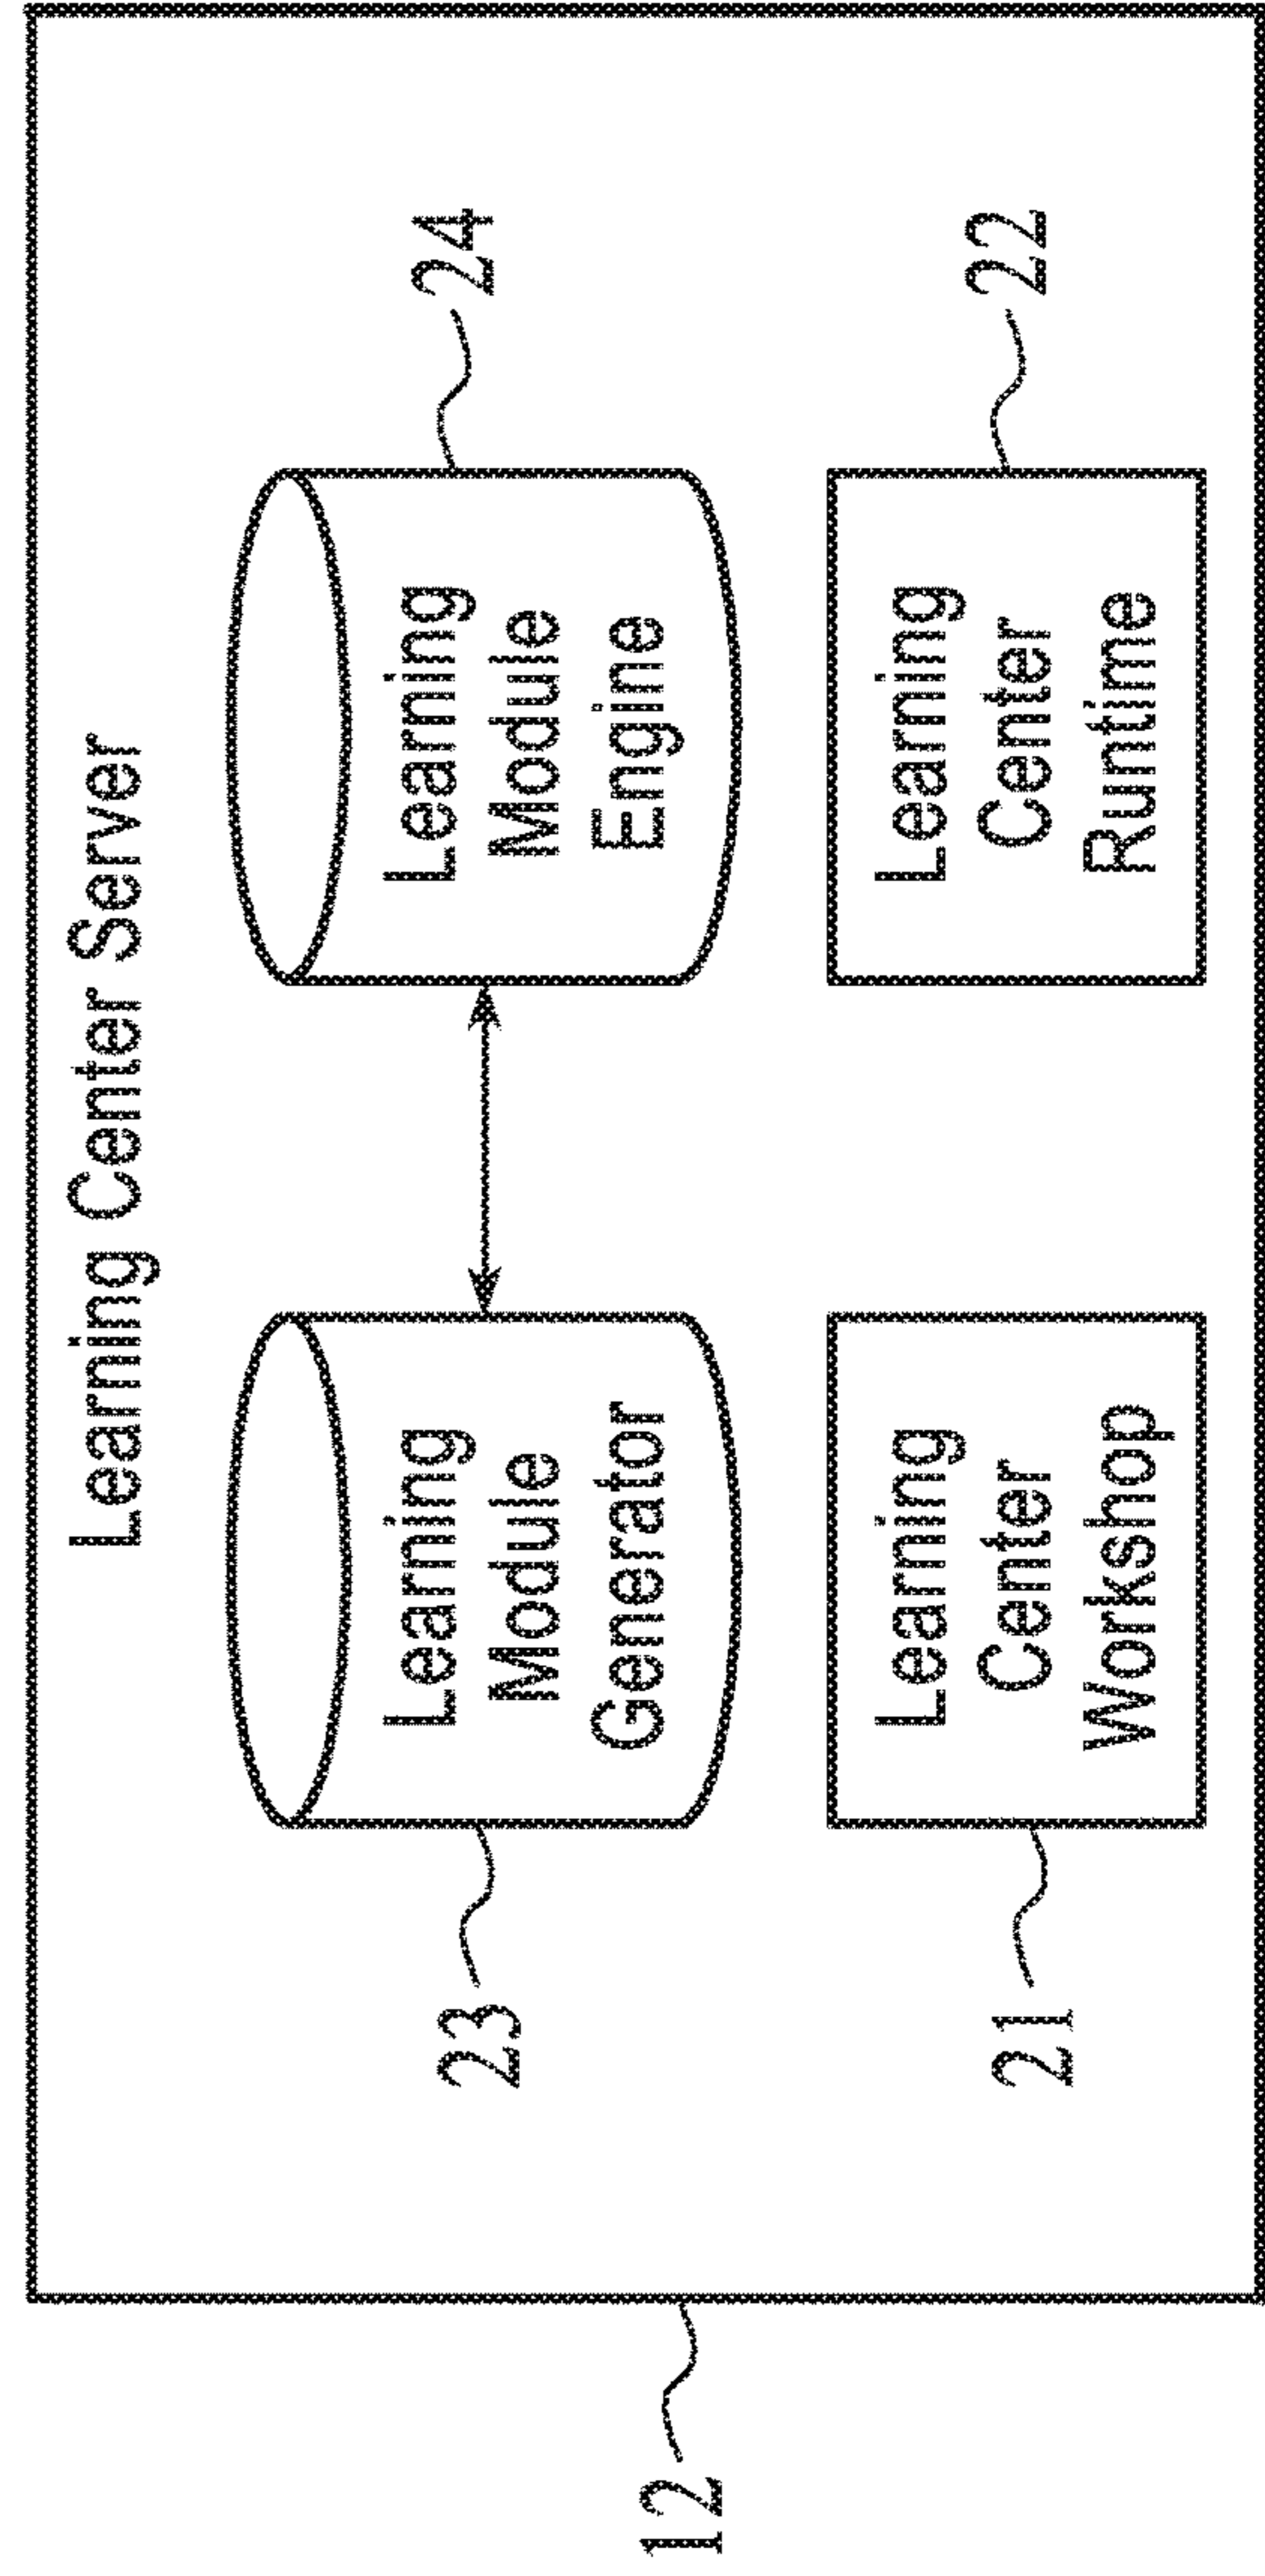 Learning Center Server
23
Learning
Module
Generator
Learning
Module
Engine
24
12
21
Learning
Center
Workshop
Learning
Center
Runtime
22